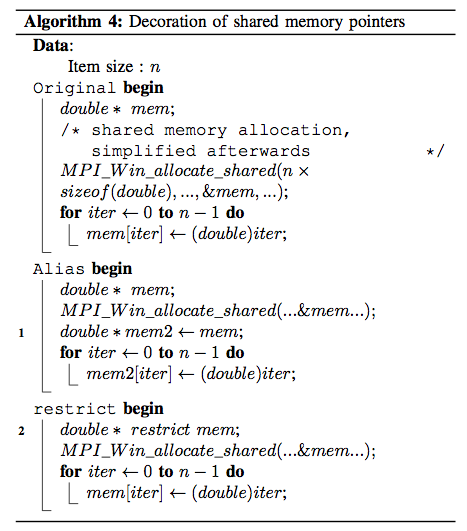 Algorithm 4: Decoration of shared memory pointers
Data:
Item size : n
Original begin
double * mem;
/* shared memory allocation,
simplified afterwards */
MPI_Win_allocate_shared(n ×
sizeof(double), ..., &mem, ...);
for iter ← 0 to n − 1 do
mem[iter] ← (double)iter;
Alias begin
double * mem;
MPI_Win_allocate_shared(...&mem...);
1 double * mem2 ← mem;
for iter ← 0 to n − 1 do
mem2[iter] ← (double)iter;
restrict begin
2 double * restrict mem;
MPI_Win_allocate_shared(...&mem...);
for iter ← 0 to n − 1 do
mem[iter] ← (double)iter;